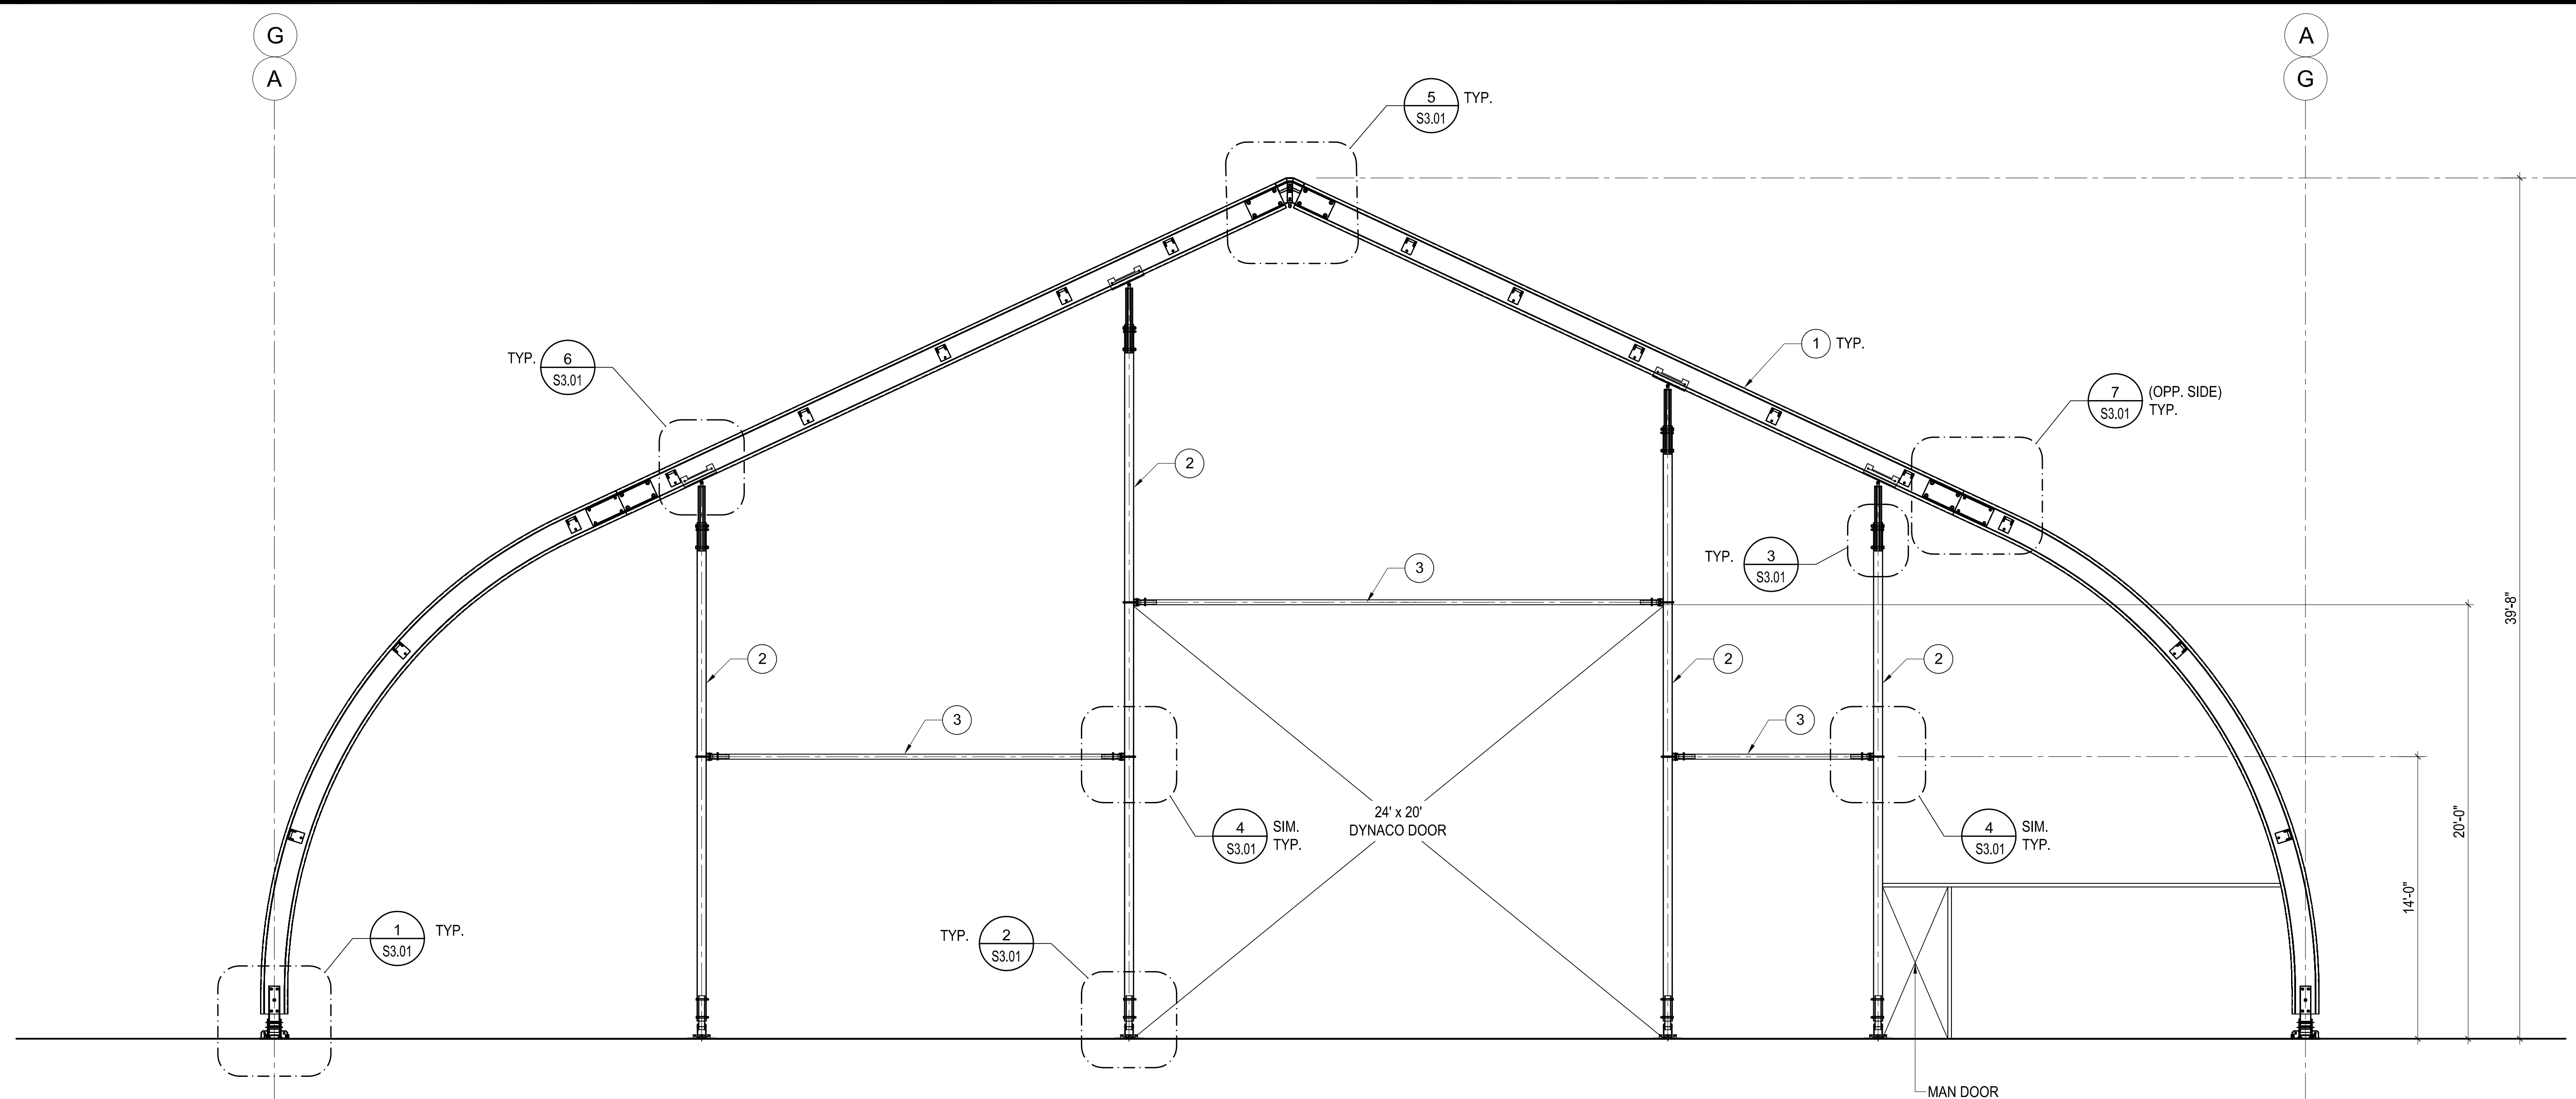 G
A
A
G
5
S3.01
TYP.
TYP.
6
S3.01
1
TYP.
7
S3.01
(OPP. SIDE)
TYP.
2
TYP.
3
S3.01
3
39'-8"
2
2
2
3
3
20'-0"
24' x 20'
DYNACO DOOR
4
S3.01
SIM.
TYP.
4
S3.01
SIM.
TYP.
14'-0"
1
S3.01
TYP.
TYP.
2
S3.01
MAN DOOR